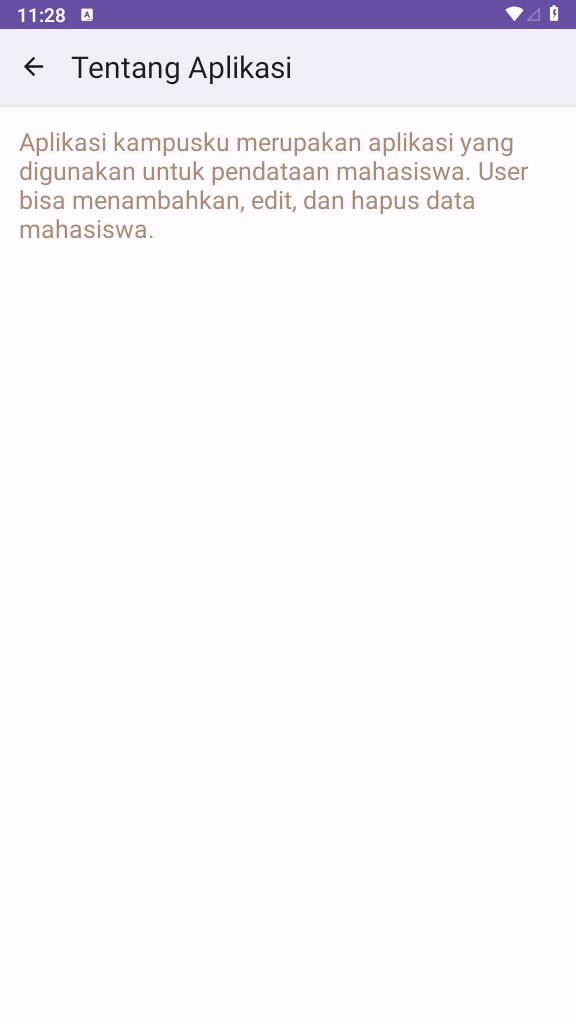 11:28
Tentang Aplikasi
Aplikasi kampusku merupakan aplikasi yang
digunakan untuk pendataan mahasiswa. User
bisa menambahkan, edit, dan hapus data
mahasiswa.